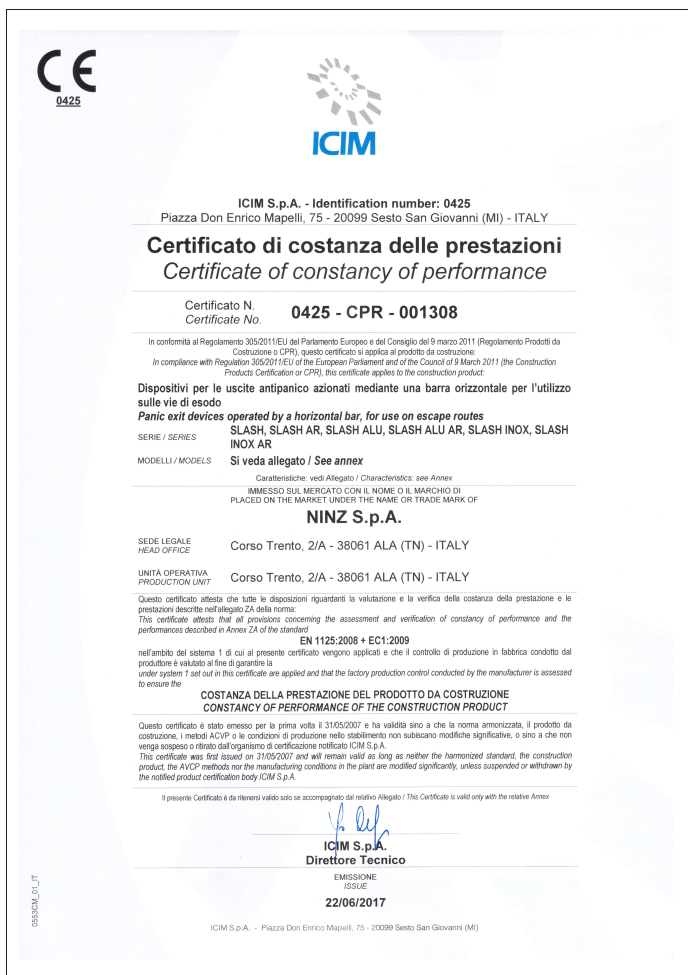 CE
0425
ICIM
ICIM S.p.A. - Identification number: 0425
Piazza Don Enrico Mapelli, 75 - 20099 Sesto San Giovanni (MI) - ITALY
Certificato di costanza delle prestazioni
Certificate of constancy of performance
Certificato N.
Certificate No.
0425 - CPR - 001308
In conformità al Regolamento 305/2011/EU del Parlamento Europeo e del Consiglio del 9 marzo 2011 (Regolamento Prodotti da
Costruzione o CPR), questo certificato si applica al prodotto da costruzione:
In compliance with Regulation 305/2011/EU of the European Parliament and of the Council of 9 March 2011 (the Construction
Products Certification or CPR), this certificate applies to the construction product:
Dispositivi per le uscite antipanico azionati mediante una barra orizzontale per l'utilizzo
sulle vie di esodo
Panic exit devices operated by a horizontal bar, for use on escape routes
SERIE / SERIES
SLASH, SLASH AR, SLASH ALU, SLASH ALU AR, SLASH INOX, SLASH
INOX AR
MODELLI / MODELS
Si veda allegato / See annex
Caratteristiche: vedi Allegato / Characteristics: see Annex
IMMESSO SUL MERCATO CON IL NOME O IL MARCHIO DI
PLACED ON THE MARKET UNDER THE NAME OR TRADE MARK OF
NINZ S.p.A.
SEDE LEGALE
HEAD OFFICE
Corso Trento, 2/A - 38061 ALA (TN) - ITALY
UNITÀ OPERATIVA
PRODUCTION UNIT
Corso Trento, 2/A - 38061 ALA (TN) - ITALY
Questo certificato attesta che tutte le disposizioni riguardanti la valutazione e la verifica della costanza della prestazione e le
prestazioni descritte nell'allegato ZA della norma:
This certificate attests that all provisions concerning the assessment and verification of constancy of performance and the
performances described in Annex ZA of the standard
EN 1125:2008 + EC1:2009
nell'ambito del sistema 1 di cui al presente certificato vengono applicati e che il controllo di produzione in fabbrica condotto dal
produttore è valutato al fine di garantire la
under system 1 set out in this certificate are applied and that the factory production control conducted by the manufacturer is assessed
to ensure the
COSTANZA DELLA PRESTAZIONE DEL PRODOTTO DA COSTRUZIONE
CONSTANCY OF PERFORMANCE OF THE CONSTRUCTION PRODUCT
Questo certificato è stato emesso per la prima volta il 31/05/2007 e ha validità sino a che la norma armonizzata, il prodotto da
costruzione, i metodi ACVP o le condizioni di produzione nello stabilimento non subiscano modifiche significative, o sino a che non
venga sospeso o ritirato dall'organismo di certificazione notificato ICIM S.p.A.
This certificate was first issued on 31/05/2007 and will remain valid as long as neither the harmonized standard, the construction
product, the AVCP methods nor the manufacturing conditions in the plant are modified significantly, unless suspended or withdrawn by
the notified product certification body ICIM S.p.A.
Il presente Certificato è da ritenersi valido solo se accompagnato dal relativo Allegato / This Certificate is valid only with the relative Annex
ICIM S.p.A.
Direttore Tecnico
EMISSIONE
ISSUE
22/06/2017
0553CM_01_IT
ICIM S.p.A. - Piazza Don Enrico Mapelli, 75 - 20099 Sesto San Giovanni (MI)